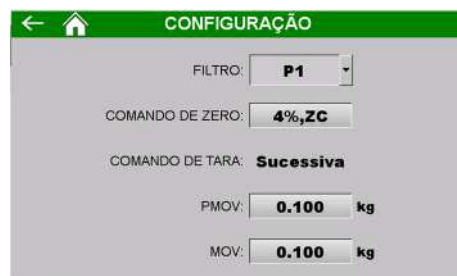 CONFIGURAÇÃO
FILTRO: P1
COMANDO DE ZERO: 4%,ZC
COMANDO DE TARA: Sucessiva
PMOV: 0.100 kg
MOV: 0.100 kg